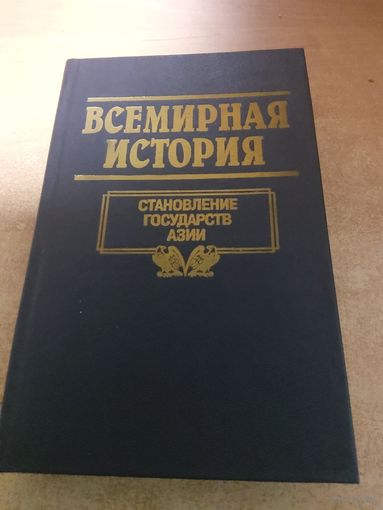 ВСЕМИРНАЯ
ИСТОРИЯ
СТАНОВЛЕНИЕ
ГОСУДАРСТВ
АЗИИ